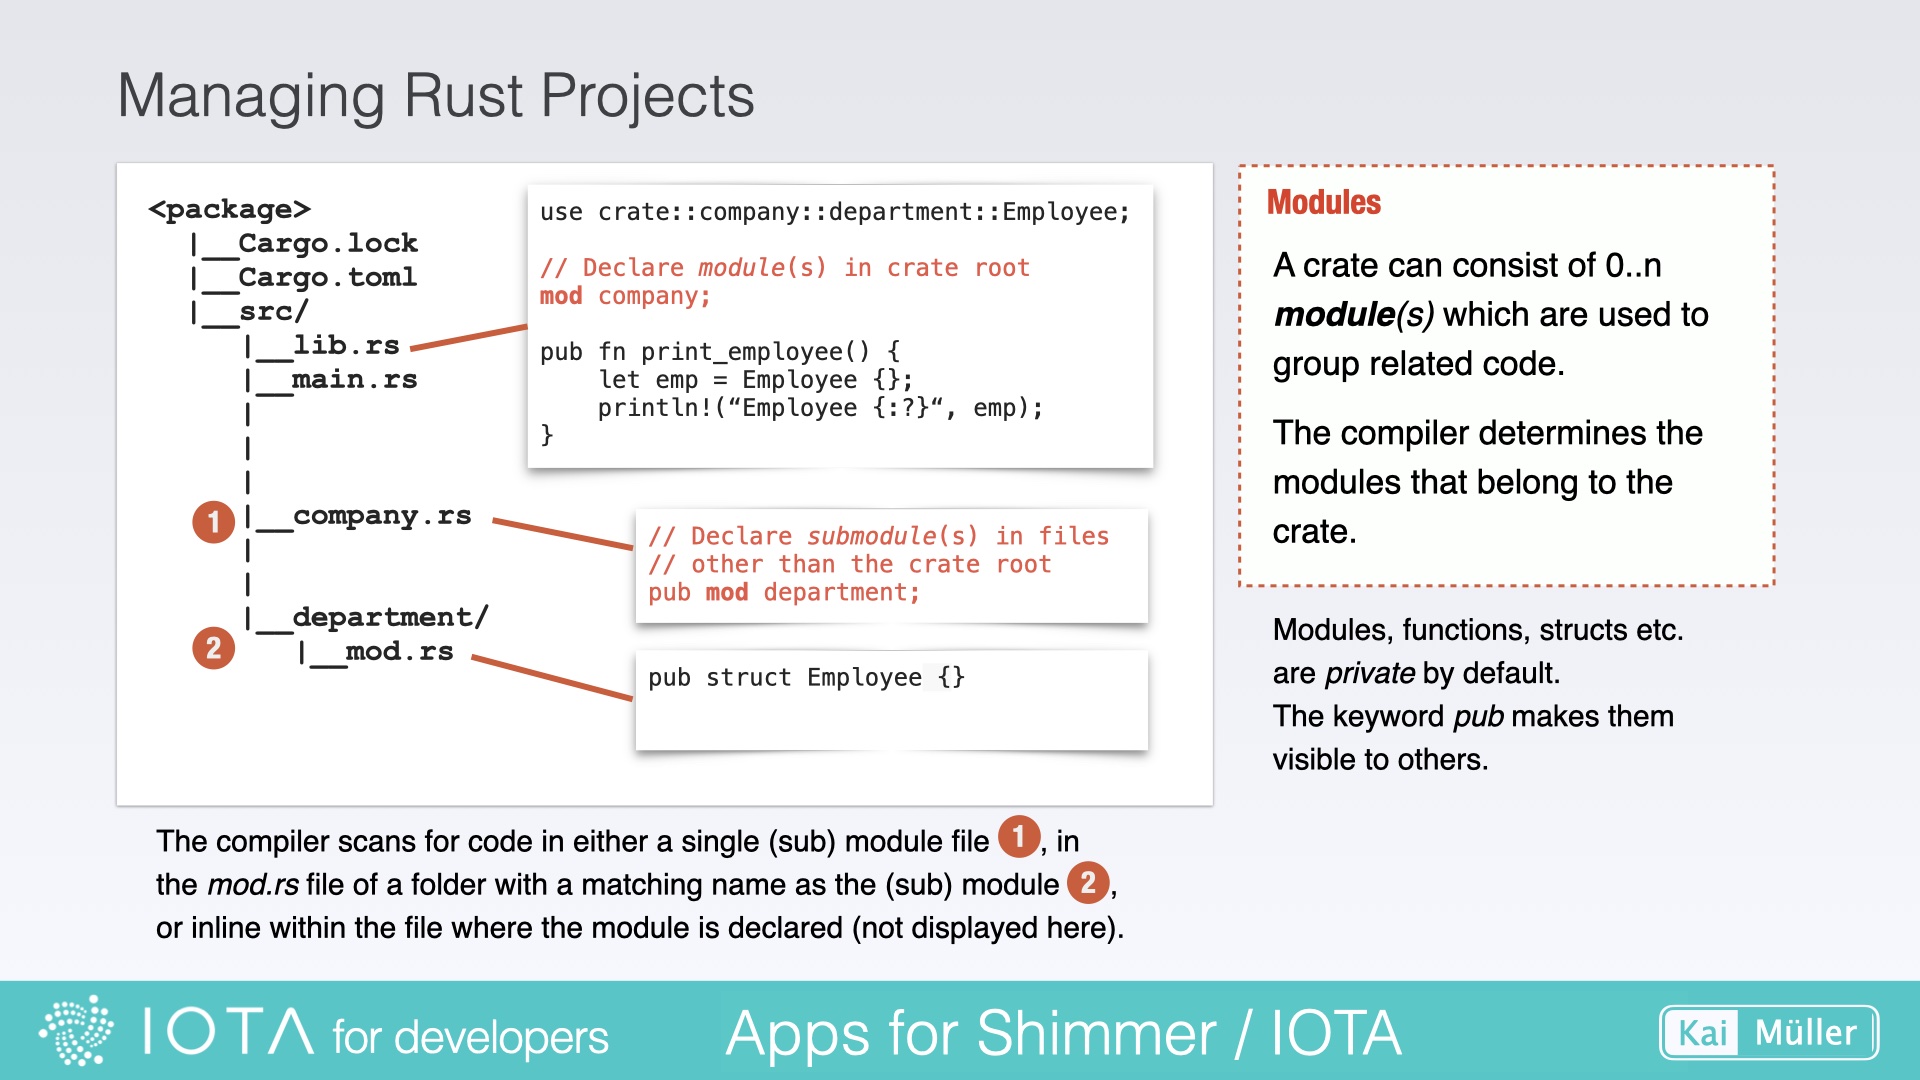 Managing Rust Projects
<package>
|__Cargo.lock
|__Cargo.toml
|__src/
|__lib.rs
|__main.rs
|
|
|
1 |__company.rs
|
|
|__department/
2 |__mod.rs
use crate::company::department::Employee;
// Declare module(s) in crate root
mod company;
pub fn print_employee() {
let emp = Employee {};
println!(“Employee {:?}“, emp);
}
// Declare submodule(s) in files
// other than the crate root
pub mod department;
pub struct Employee {}
The compiler scans for code in either a single (sub) module file 1, in
the mod.rs file of a folder with a matching name as the (sub) module 2,
or inline within the file where the module is declared (not displayed here).
Modules
A crate can consist of 0..n
module(s) which are used to
group related code.
The compiler determines the
modules that belong to the
crate.
Modules, functions, structs etc.
are private by default.
The keyword pub makes them
visible to others.
IOTA for developers
Apps for Shimmer / IOTA
Kai Müller